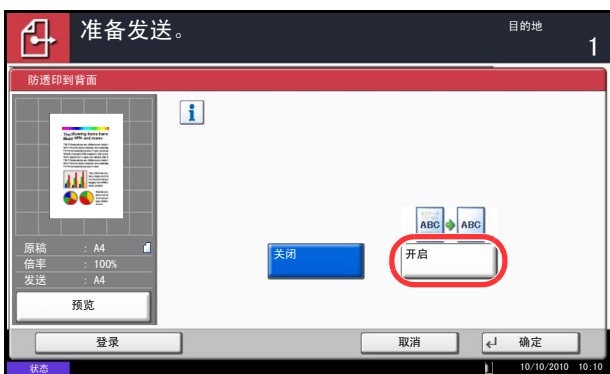 准备发送。
目的地
1
防透印到背面
ABC ABC
关闭
开启
原稿 : A4
倍率 : 100%
发送 : A4
预览
登录
取消
确定
状态
10/10/2010 10:10